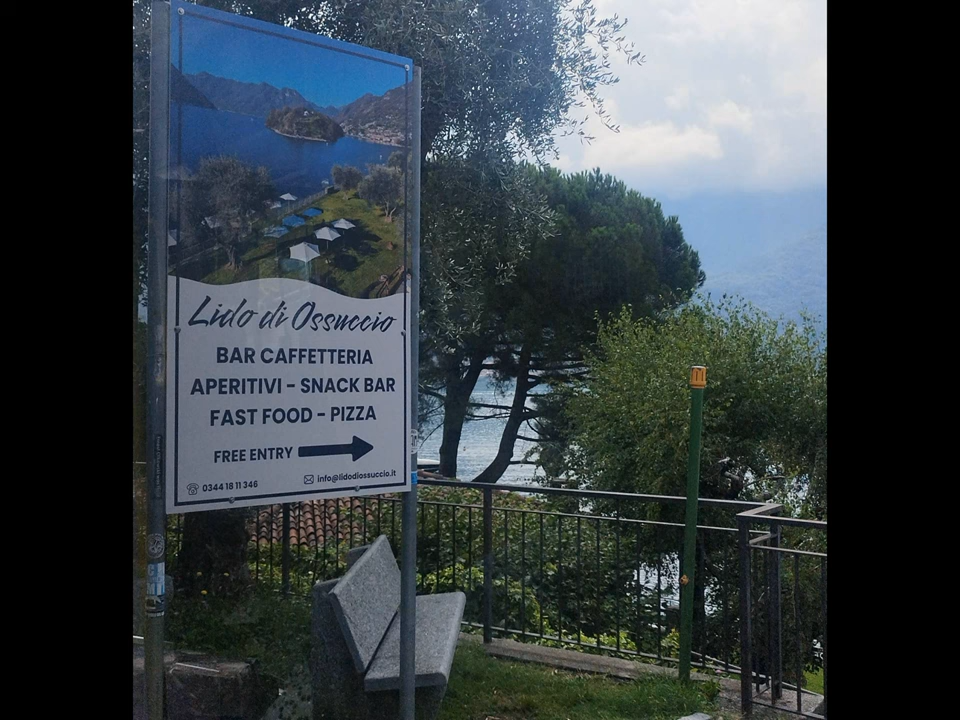 Lido di Ossuccio
BAR CAFFETTERIA
APERITIVI - SNACK BAR
FAST FOOD - PIZZA
FREE ENTRY
0344 18 11 346
info@lidodiossuccio.it